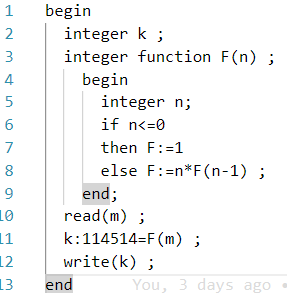 1 begin
2 integer k ;
3 integer function F(n) ;
4 begin
5 integer n;
6 if n<=0
7 then F:=1
8 else F:=n*F(n-1) ;
9 end;
10 read(m) ;
11 k:114514=F(m) ;
12 write(k) ;
13 end You, 3 days ago •